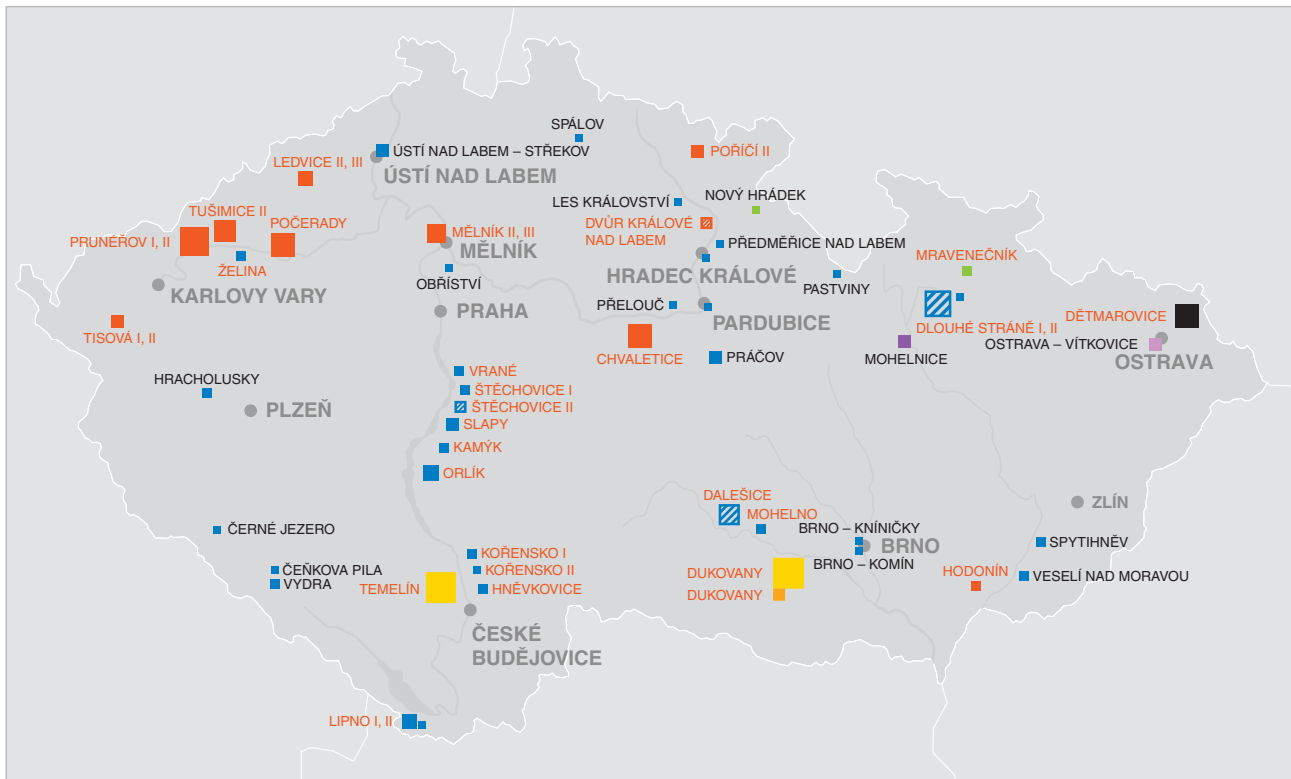 SPÁLOV
ÚSTÍ NAD LABEM – STŘEKOV
POŘÍČÍ II
LEDVICE II, III
ÚSTÍ NAD LABEM
LES KRÁLOVSTVÍ
NOVÝ HRÁDEK
TUŠIMICE II
POČERADY
PRUNÉŘOV I, II
ŽELINA
MĚLNÍK II, III
MĚLNÍK
DVŮR KRÁLOVÉ
NAD LABEM
PŘEDMĚŘICE NAD LABEM
HRADEC KRÁLOVÉ
MRAVENEČNÍK
KARLOVY VARY
OBŘÍSTVÍ
PASTVINY
PRAHA
PŘELOUČ
PARDUBICE
DLOUHÉ STRÁNĚ I, II
DĚTMAROVICE
TISOVÁ I, II
CHVALETICE
PRÁČOV
MOHELNICE
OSTRAVA – VÍTKOVICE
OSTRAVA
HRACHOLUSKY
VRANÉ
ŠTĚCHOVICE I
ŠTĚCHOVICE II
PLZEŇ
SLAPY
KAMÝK
ORLÍK
DALEŠICE
MOHELNO
ZLÍN
ČERNÉ JEZERO
BRNO – KNÍNIČKY
BRNO
BRNO – KOMÍN
SPYTIHNĚV
KOŘENSKO I
KOŘENSKO II
ČEŇKOVA PILA
VYDRA
TEMELÍN
HNĚVKOVICE
DUKOVANY
DUKOVANY
HODONÍN
VESELÍ NAD MORAVOU
ČESKÉ
BUDĚJOVICE
LIPNO I, II